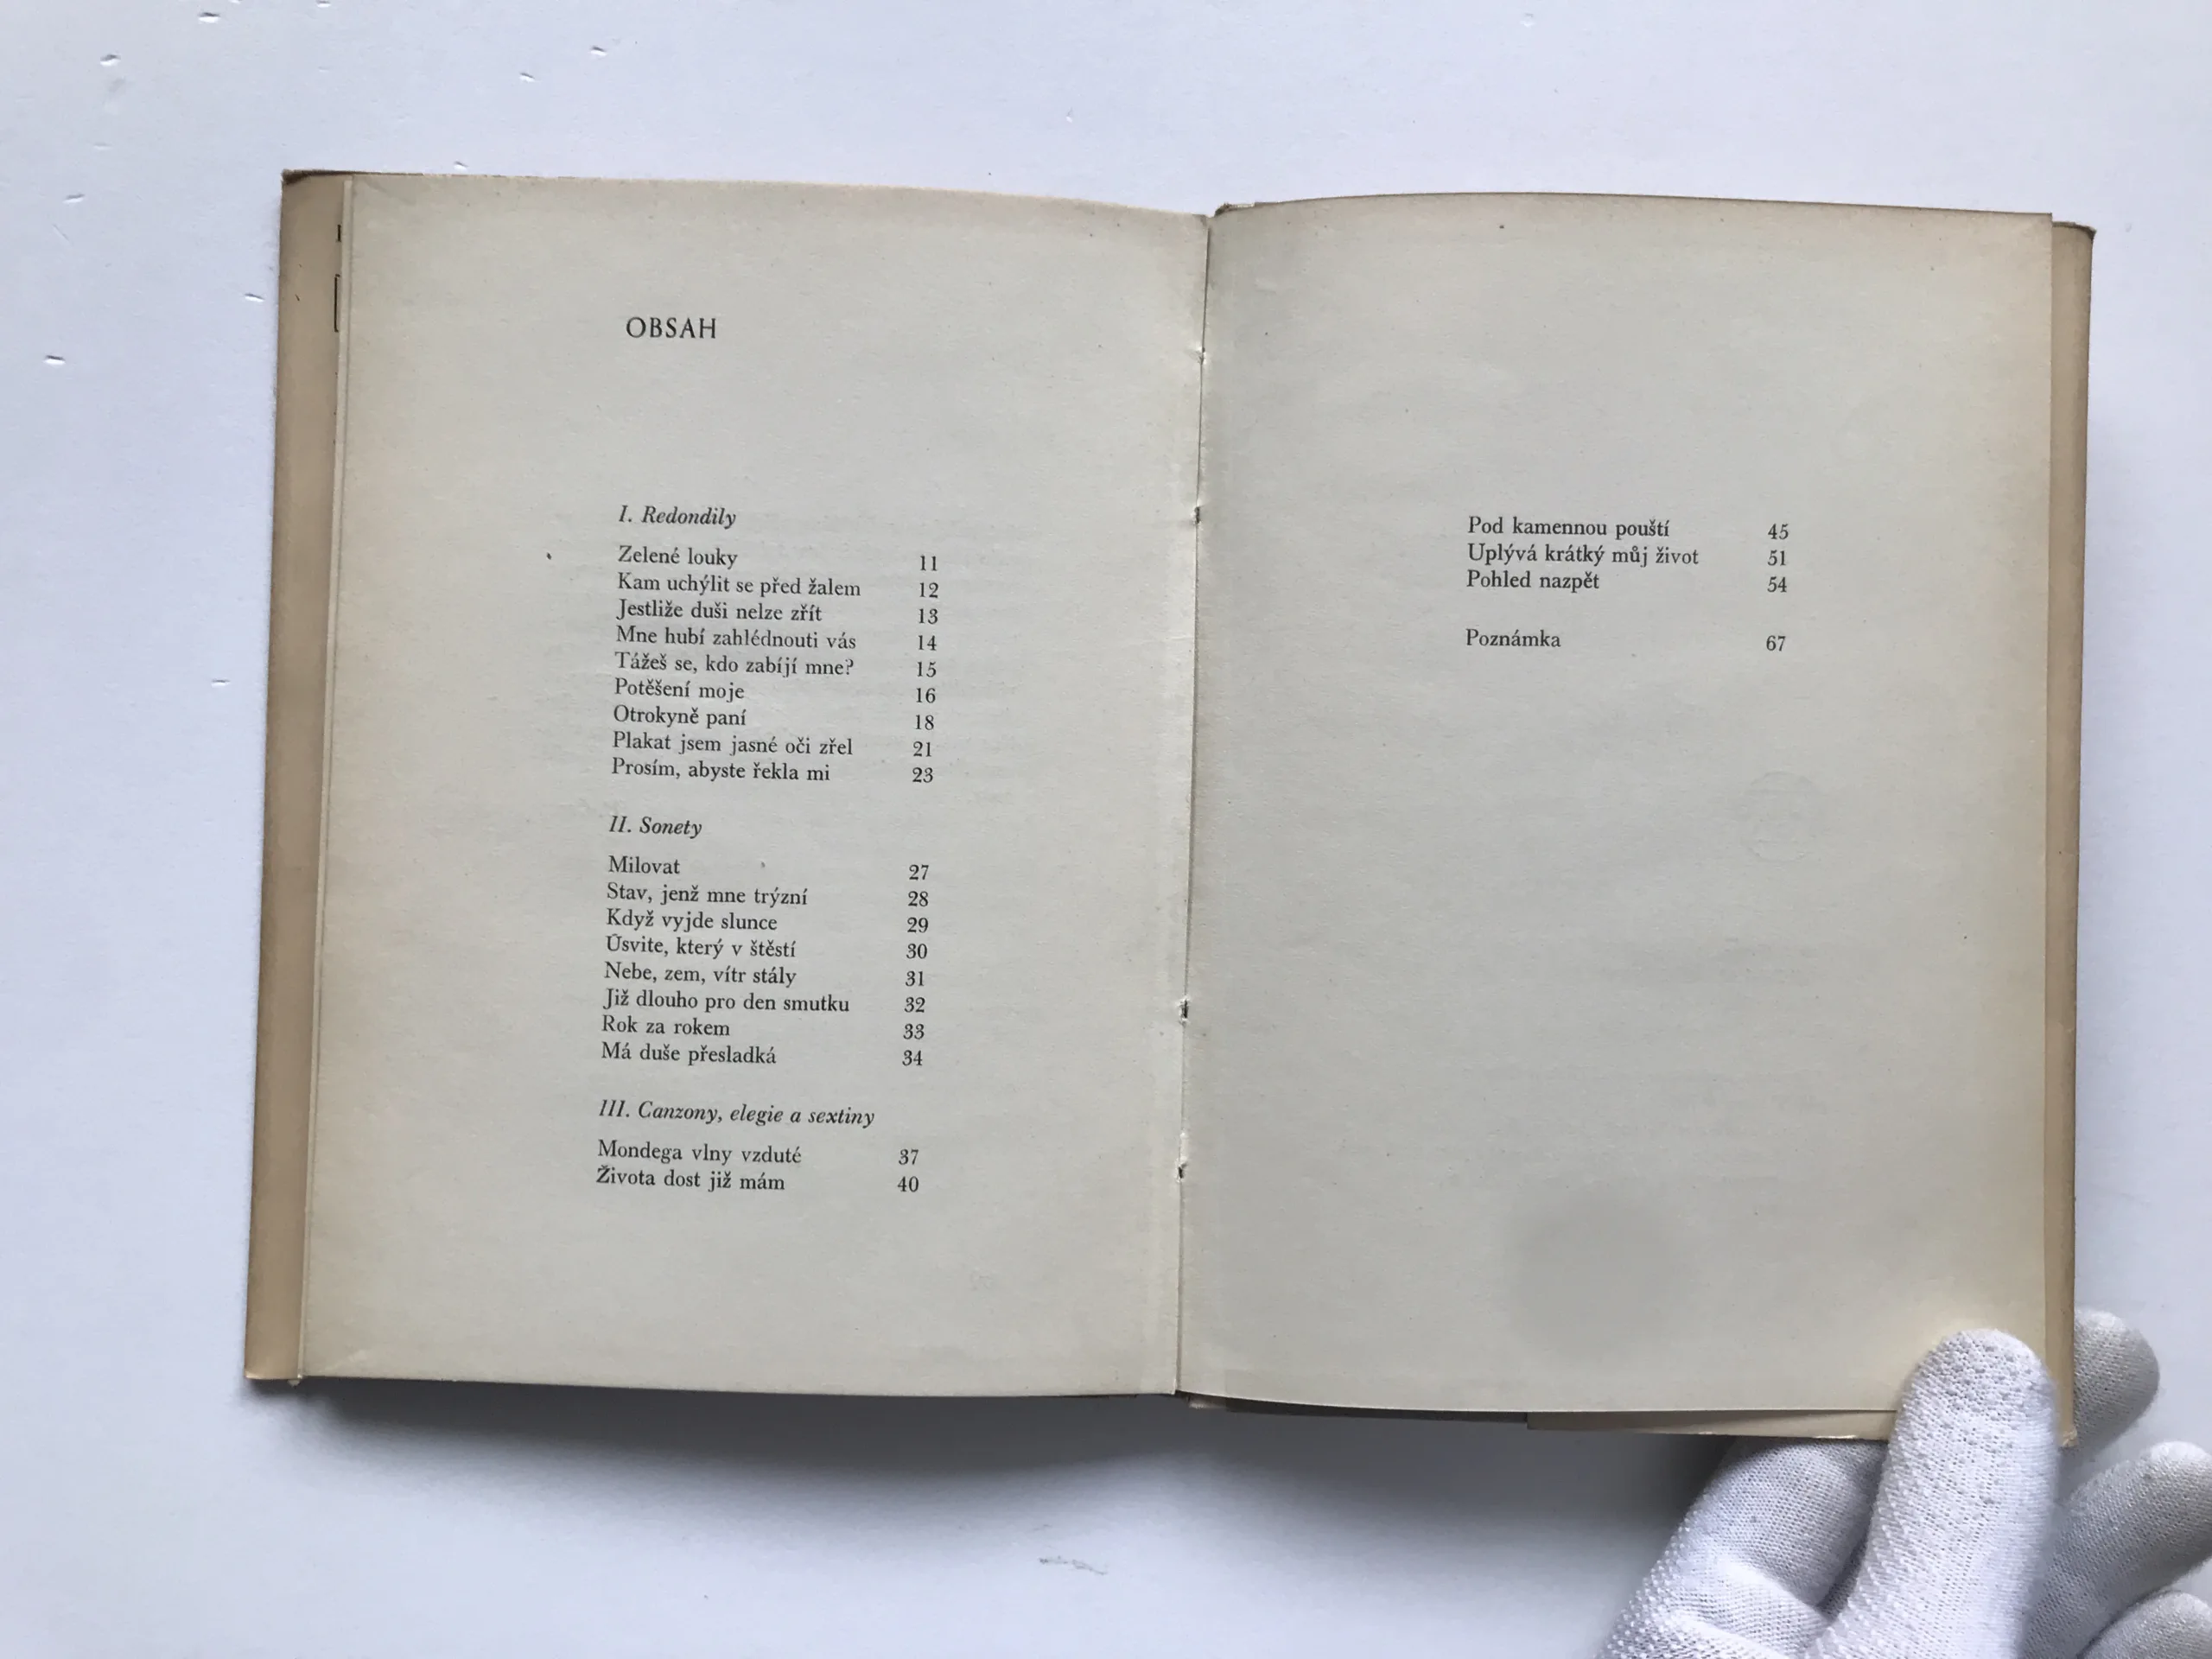 OBSAH
I. Redondily
Zelené louky 11
Kam uchýlit se před žalem 12
Jestliže duši nelze zřít 13
Mne hubí zahlédnouti vás 14
Tážeš se, kdo zabíjí mne? 15
Potěšení moje 16
Otrokyně paní 18
Plakat jsem jasné oči zřel 21
Prosím, abyste řekla mi 23
II. Sonety
Milovat 27
Stav, jenž mne trýzní 28
Když vyjde slunce 29
Úsvite, který v štěstí 30
Nebe, zem, vítr stály 31
Již dlouho pro den smutku 32
Rok za rokem 33
Má duše přesladká 34
III. Canzony, elegie a sextiny
Mondega vlny vzduté 37
Života dost již mám 40
Pod kamennou pouští 45
Uplývá krátký můj život 51
Pohled nazpět 54
Poznámka 67